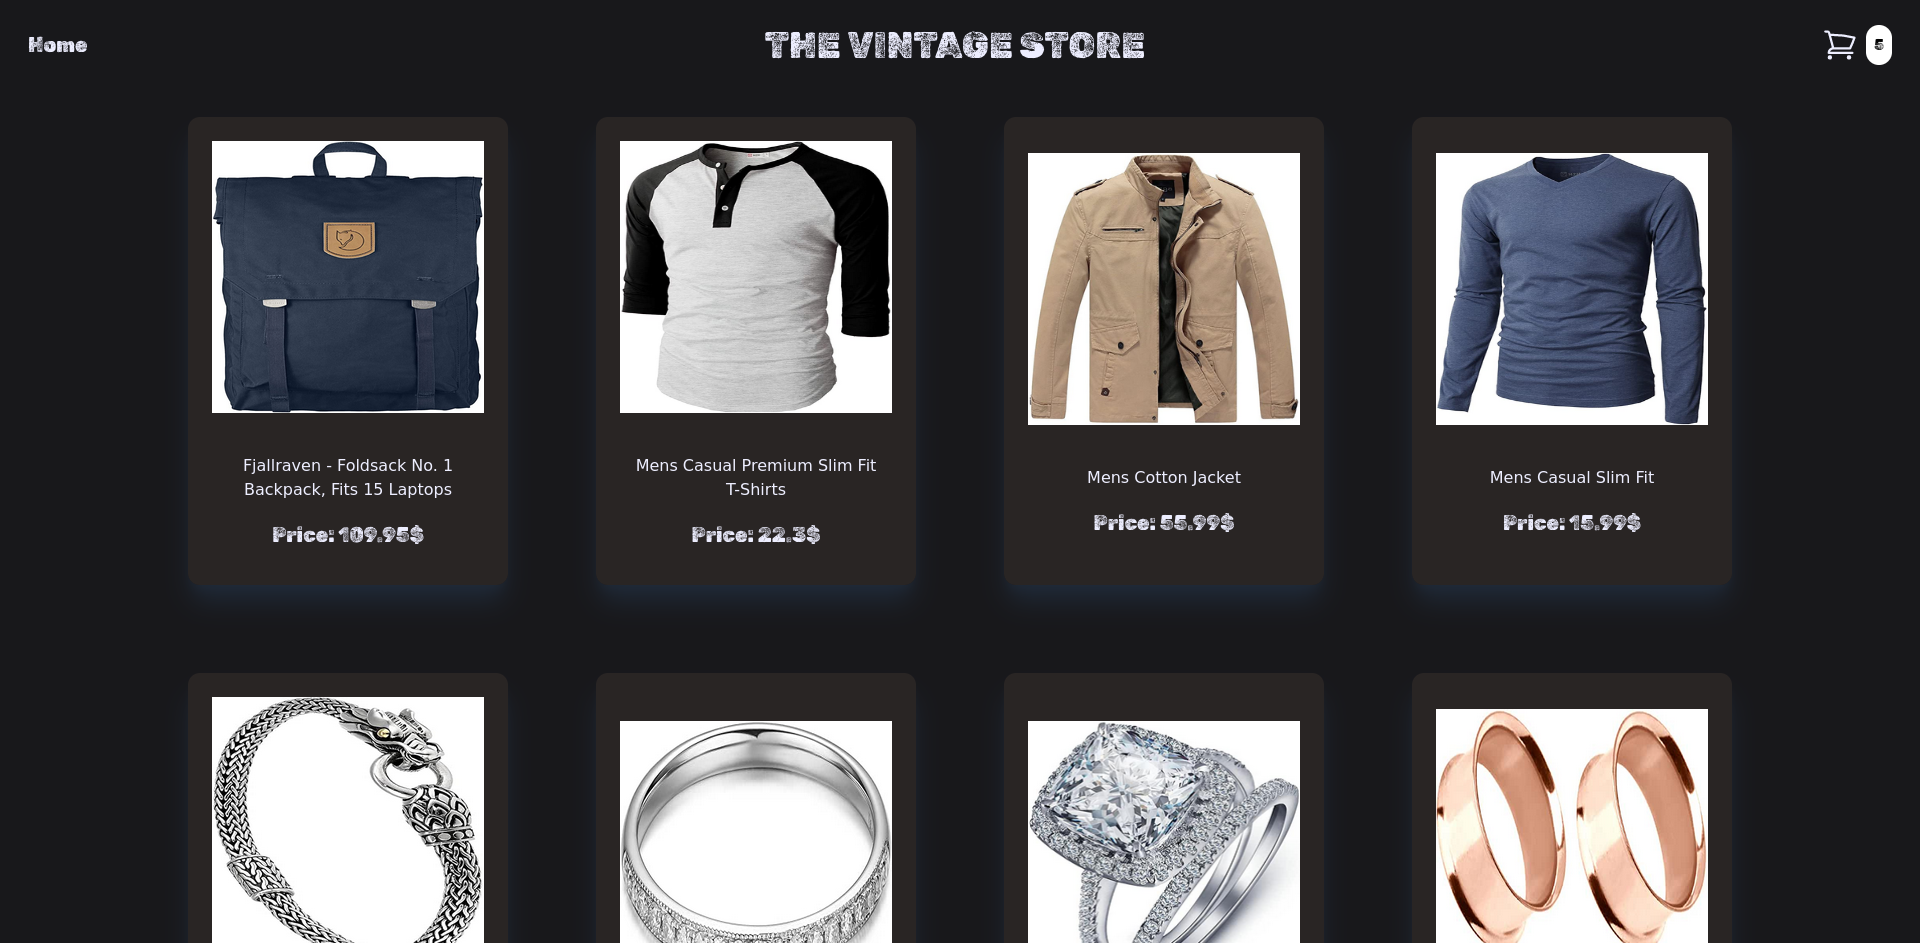 Home
THE VINTAGE STORE
5
Fjallraven - Foldsack No. 1
Backpack, Fits 15 Laptops
Price: 109.95$
Mens Casual Premium Slim Fit
T-Shirts
Price: 22.3$
Mens Cotton Jacket
Price: 55.99$
Mens Casual Slim Fit
Price: 15.99$